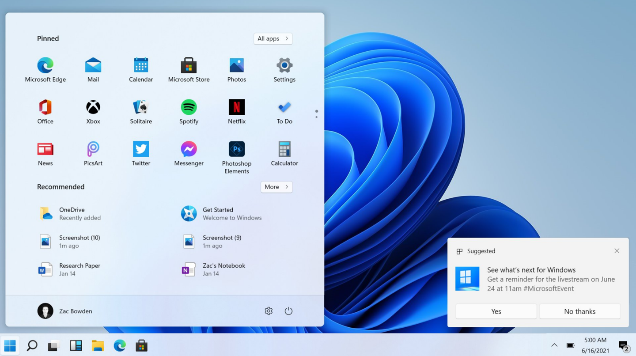 Pinned
All apps
Microsoft Edge
Mail
Calendar
Microsoft Store
Photos
Settings
Office
Xbox
Solitaire
Spotify
Netflix
To Do
News
PicsArt
Twitter
Messenger
Photoshop
Elements
Calculator
Recommended
More
OneDrive
Recently added
Get Started
Welcome to Windows
Screenshot (10)
1m ago
Screenshot (9)
1m ago
Research Paper
Jan 14
Zac's Notebook
Jan 14
Zac Bowden
Suggested
See what's next for Windows
Get a reminder for the livestream on June
24 at 11am #MicrosoftEvent
Yes
No thanks
5:00 AM
6/16/2021
2